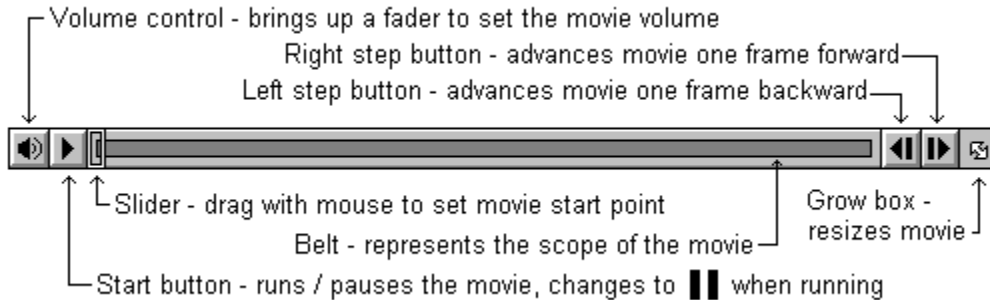 Volume control - brings up a fader to set the movie volume
Right step button - advances movie one frame forward
Left step button - advances movie one frame backward
Slider - drag with mouse to set movie start point
Grow box -
resizes movie
Belt - represents the scope of the movie
Start button - runs / pauses the movie, changes to ▌▌ when running